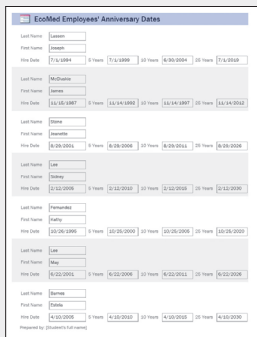 EcoMed Employees' Anniversary Dates
Last Name Lessen
First Name Joseph
Hire Date 7/1/1994 5 Years 7/1/1999 10 Years 6/30/2004 25 Years 7/1/2019
Last Name McDuskie
First Name James
Hire Date 11/15/1987 5 Years 11/14/1992 10 Years 11/14/1997 25 Years 11/14/2012
Last Name Stone
First Name Jeanette
Hire Date 8/29/2001 5 Years 8/29/2006 10 Years 8/29/2011 25 Years 8/29/2026
Last Name Lee
First Name Sidney
Hire Date 2/12/2005 5 Years 2/12/2010 10 Years 2/12/2015 25 Years 2/12/2030
Last Name Fernandez
First Name Kathy
Hire Date 10/26/1995 5 Years 10/25/2000 10 Years 10/25/2005 25 Years 10/25/2020
Last Name Lee
First Name May
Hire Date 6/22/2001 5 Years 6/22/2006 10 Years 6/22/2011 25 Years 6/22/2026
Last Name Barnes
First Name Estela
Hire Date 4/10/2005 5 Years 4/10/2010 10 Years 4/10/2015 25 Years 4/10/2030
Prepared by: [Student's full name]